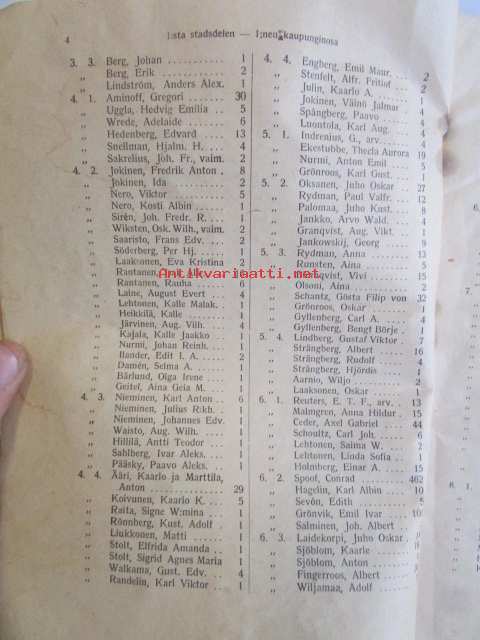 4 I:sta stadsdelen — I:nen kaupunginosa
3. 3. Berg, Johan 1
„ Berg, Erik 2
„ Lindström, Anders Alex. 1
4. 1. Aminoff, Gregori 30
„ Uggla, Hedvig Emilia 5
„ Wrede, Adelaide 6
„ Hedenberg, Edvard 13
„ Snellman, Hjalm. H. 4
„ Sakrelius, Joh. Fr., vaim. 2
4. 2. Jokinen, Fredrik Anton 8
„ Jokinen, Ida 2
„ Nero, Viktor 5
„ Nero, Kosti Albin 1
„ Sirén, Joh. Fredr. R. 1
„ Wiksten, Osk. Wilh., vaim. 2
„ Saaristo, Frans Edv. 2
„ Söderberg, Per Hj. 1
„ Laaksonen, Eva Kristina 2
„ Rantanen,
„ Rantanen, Rauha 6
„ Laine, August Evert 4
„ Lehtonen, Kalle Malak. 1
„ Heikkilä, Kalle 1
„ Järvinen, Aug. Vilh. 4
„ Kajala, Kalle Jaakko 1
„ Nurmi, Johan Reinh. 1
„ Ilander, Edit I. A. 2
„ Damén, Selma A. 1
„ Bärlund, Olga Irene 1
„ Geitel, Aina Geia M. 1
4. 3. Nieminen, Karl Anton 6
„ Nieminen, Julius Rikh. 1
„ Nieminen, Johannes Edv. 1
„ Waisto, Aug. Wilh. 1
„ Hillilä, Antti Teodor 1
„ Sahlberg, Ivar Aleks. 1
„ Pääsky, Paavo Aleks. 1
4. 4. Ääri, Kaarlo ja Marttila,
Anton 29
„ Koivunen, Kaarlo K. 5
„ Raita, Signe W:mina 1
„ Römberg, Kust. Adolf 1
„ Liukkonen, Matti 1
„ Stolt, Elfrida Amanda 1
„ Stolt, Sigrid Agnes Maria 1
„ Walkama, Gust. Edv. 4
„ Randelin, Karl Viktor 1
4. 4. Engberg, Emil Maur.
„ Stenfelt, Alfr. Fritiof 2
„ Julin, Kaarlo A. 2
„ Jokinen, Väinö Jalmar 1
„ Spångberg, Paavo 4
„ Luontola, Karl Aug. 4
5. 1. Indrenius, G., arv. 4
„ Ekestubbe, Thecla Aurora 19
„ Nurmi, Anton Emil 5
„ Grönroos, Karl Gust. 1
5. 2. Oksanen, Juho Oskar 27
„ Rydman, Paul Valfr. 12
„ Palomaa, Juho Kust. 8
„ Jankko, Arvo Wald. 4
„ Granqvist, Aug. Vikt. 1
„ Jankowskij, Georg 9
5. 3. Rydman, Anna 13
„ Runsten, Aina 5
qvist, Vivi 15
„ Olsoni, Aina 2
„ Schantz, Gösta Filip von 32
„ Grönroos, Oskar 1
„ Gyllenberg, Carl A. 4
„ Gyllenberg, Bengt Börje 1
5. 4. Lindberg, Gustaf Viktor 7
„ Strängberg, Albert 16
„ Strängberg, Rudolf 4
„ Strängberg, Hjördis 1
„ Aarnio, Wiljo 2
„ Laaksonen, Oskar 1
6. 1. Reuters, E. T. F., arv. 13
„ Malmgren, Anna Hildur 15
„ Ceder, Axel Gabriel 44
„ Schoultz, Carl Joh. 6
„ Lehtonen, Saima W. 2
„ Lehtonen, Linda Sofia 1
„ Holmberg, Einar A. 15
6. 2. Spoof, Conrad 462
„ Hagelin, Karl Albin 10
„ Sevón, Edith 5
„ Grönvik, Emil Ivar 10
„ Salminen, Joh. Albert
6. 3. Laidekorpi, Juho Oskar
„ Sjöblom, Kaarle
„ Sjöblom, Anton
„ Fingerroos, Albert
„ Wiljamaa, Adolf
Antikvariaatti.net